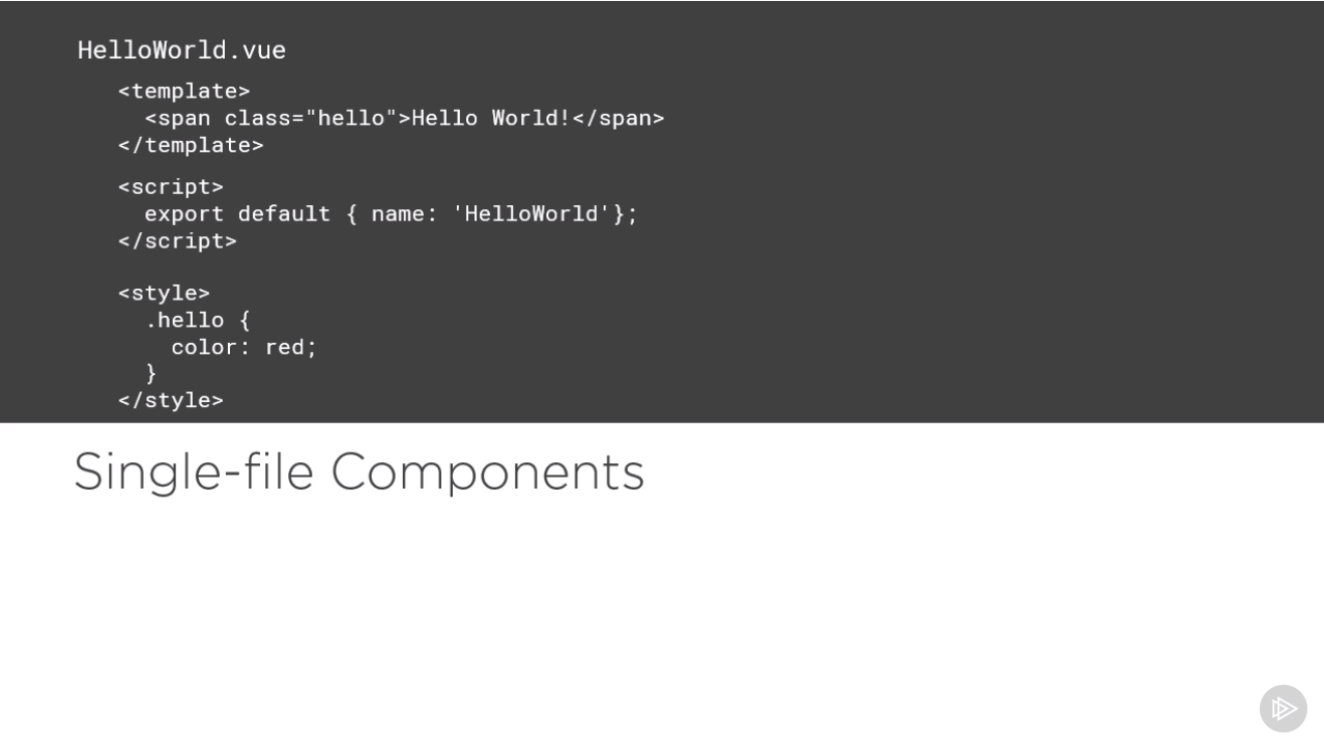 HelloWorld.vue
<template>
<span class="hello">Hello World!</span>
</template>
<script>
export default { name: 'HelloWorld'};
</script>
<style>
.hello {
color: red;
}
</style>
Single-file Components